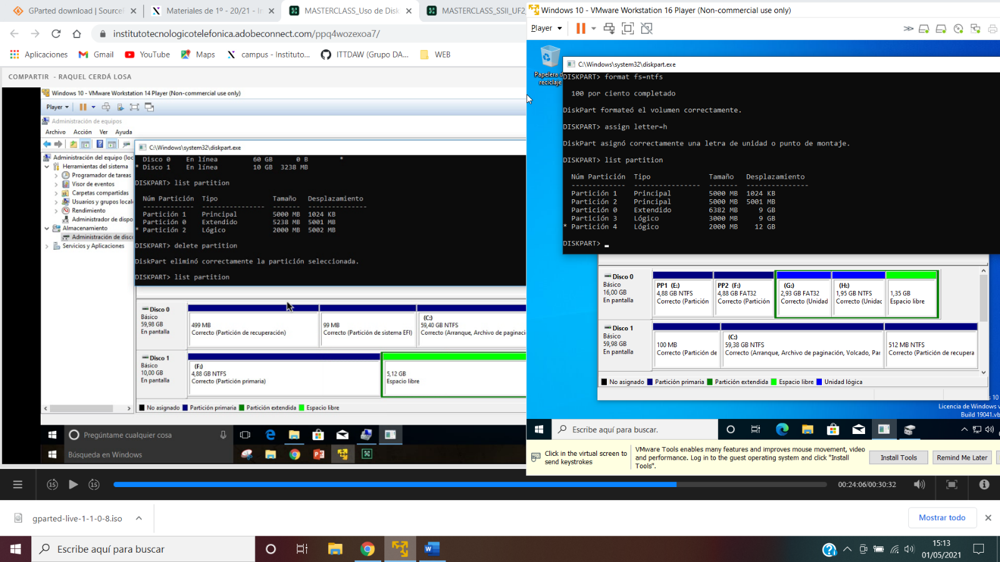 GParted download | SourceF
Materiales de 1º - 20/21 - In
MASTERCLASS_Uso de Disk
MASTERCLASS_SSII_UF2_
institutotecnologicotelefonica.adobeconnect.com/ppq4wozexoa7/
Aplicaciones
Gmail
YouTube
Maps
campus - Instituto...
ITTDAW (Grupo DA...
WEB
COMPARTIR - RAQUEL CERDÁ LOSA
Windows 10 - VMware Workstation 14 Player (Non-commercial use only)
Player
Administración de equipos
Archivo Acción Ver Ayuda
Administración del equipo (loc
Herramientas del sistema
Programador de tareas
Visor de eventos
Carpetas compartidas
Usuarios y grupos locale
Rendimiento
Administrador de dispo
Almacenamiento
Administración de disco
Servicios y Aplicaciones
C:\Windows\system32\diskpart.exe
Disco 0 En línea 60 GB 0 B *
* Disco 1 En línea 10 GB 3238 MB
DISKPART> list partition
Núm Partición Tipo Tamaño Desplazamiento
------------- ---------------- ------- --------------
Partición 1 Principal 5000 MB 1024 KB
Partición 0 Extendido 5238 MB 5001 MB
* Partición 2 Lógico 2000 MB 5002 MB
DISKPART> delete partition
DiskPart eliminó correctamente la partición seleccionada.
DISKPART> list partition
Disco 0
Básico
59,98 GB
En pantalla
499 MB
Correcto (Partición de recuperación)
99 MB
Correcto (Partición de sistema EFI)
(C:)
59,40 GB NTFS
Correcto (Arranque, Archivo de paginació
Disco 1
Básico
10,00 GB
En pantalla
(F:)
4,88 GB NTFS
Correcto (Partición primaria)
5,12 GB
Espacio libre
No asignado Partición primaria Partición extendida Espacio libre
Pregúntame cualquier cosa
Búsqueda en Windows
Windows 10 - VMware Workstation 16 Player (Non-commercial use only)
Player
Papelera de
reciclaje
C:\Windows\system32\diskpart.exe
DISKPART> format fs=ntfs
100 por ciento completado
DiskPart formateó el volumen correctamente.
DISKPART> assign letter=h
DiskPart asignó correctamente una letra de unidad o punto de montaje.
DISKPART> list partition
Núm Partición Tipo Tamaño Desplazamiento
------------- ---------------- ------- ---------------
Partición 1 Principal 5000 MB 1024 KB
Partición 2 Principal 5000 MB 5001 MB
Partición 0 Extendido 6382 MB 9 GB
Partición 3 Lógico 3000 MB 9 GB
* Partición 4 Lógico 2000 MB 12 GB
DISKPART> _
Disco 0
Básico
16,00 GB
En pantalla
PP1 (E:)
4,88 GB NTFS
Correcto (Partición
PP2 (F:)
4,88 GB FAT32
Correcto (Partición
(G:)
2,93 GB FAT32
Correcto (Unidad
(H:)
1,95 GB NTFS
Correcto (Unidac
1,35 GB
Espacio libre
Disco 1
Básico
59,98 GB
En pantalla
100 MB
Correcto (Partición de
(C:)
59,38 GB NTFS
Correcto (Arranque, Archivo de paginación, Volcado, Par
512 MB NTFS
Correcto (Partición de recupera
No asignado Partición primaria Partición extendida Espacio libre Unidad lógica
10
Licencia de Windows v
Build 19041.vb
Escribe aquí para buscar.
Click in the virtual screen to
send keystrokes
VMware Tools enables many features and improves mouse movement, video
and performance. Log in to the guest operating system and click "Install
Tools".
Install Tools
Remind Me Later
15
15
00:24:06/00:30:32
gparted-live-1-1-0-8.iso
Mostrar todo
Escribe aquí para buscar
15:13
01/05/2021